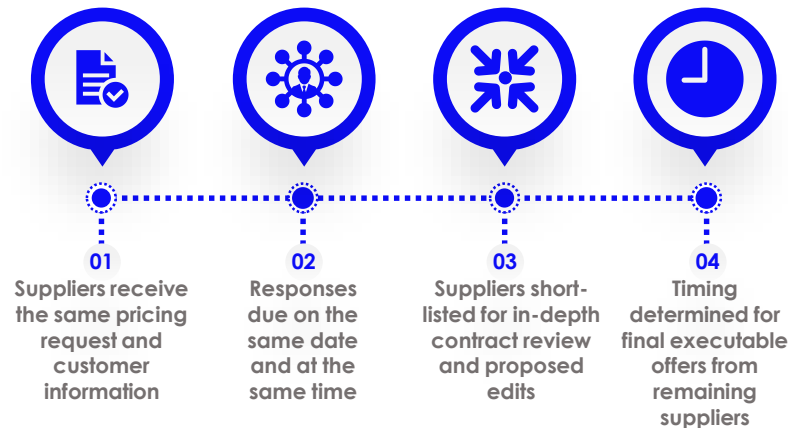 01
Suppliers receive
the same pricing
request and
customer
information
02
Responses
due on the
same date
and at the
same time
03
Suppliers short-
listed for in-depth
contract review
and proposed
edits
04
Timing
determined for
final executable
offers from
remaining
suppliers